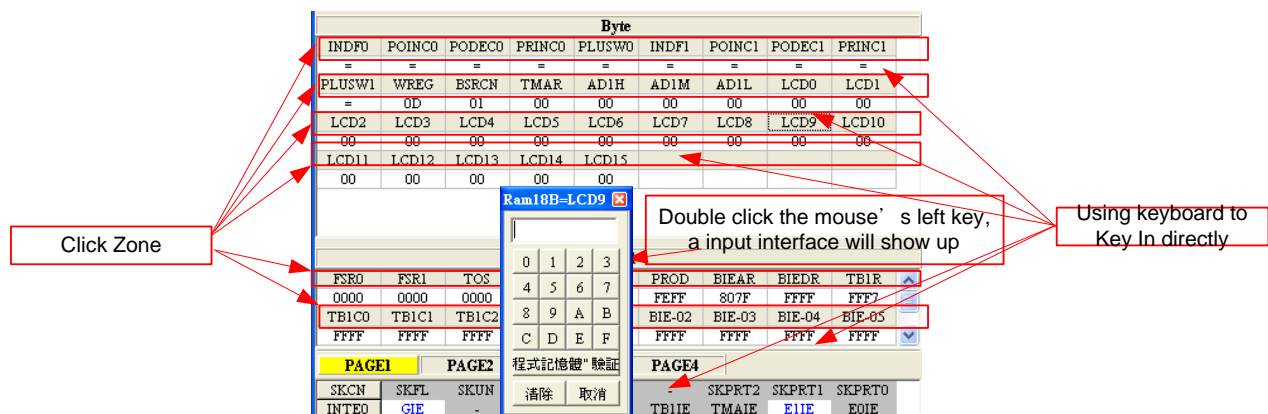 Byte
INDF0 POINC0 PODEC0 PRINC0 PLUSW0 INDF1 POINC1 PODEC1 PRINC1
= = = = = = = = =
PLUSW1 WREG BSRCN TMAR AD1H AD1M AD1L LCD0 LCD1
= 0D 01 00 00 00 00 00 00
LCD2 LCD3 LCD4 LCD5 LCD6 LCD7 LCD8 LCD9 LCD10
00 00 00 00 00 00 00 00 00
LCD11 LCD12 LCD13 LCD14 LCD15
00 00 00 00 00
Ram18B=LCD9
Double click the mouse's left key,
a input interface will show up
Using keyboard to
Key In directly
Click Zone
0 1 2 3
4 5 6 7
8 9 A B
C D E F
程式記憶體"驗証
清除 取消
FSR0 FSR1 TOS PROD BIEAR BIEDR TB1R
0000 0000 0000 FEFF 807F FFFF FFF7
TB1C0 TB1C1 TB1C2 BIE-02 BIE-03 BIE-04 BIE-05
FFFF FFFF FFFF FFFF FFFF FFFF FFFF
PAGE1 PAGE2 PAGE4
SKCN SKFL SKUN - SKPRT2 SKPRT1 SKPRT0
INTE0 GIE - TB1IE TMAIE E1IE E0IE